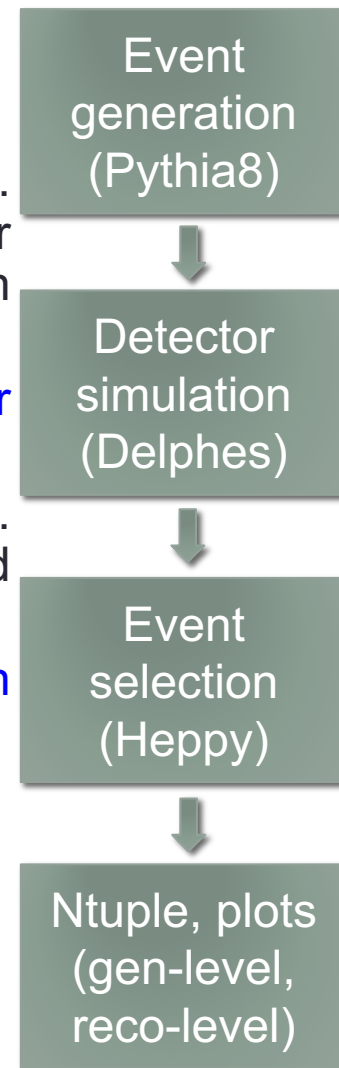 Event
generation
(Pythia8)
.
r
n
Detector
simulation
(Delphes)
r
.
d
Event
selection
(Heppy)
n
Ntuple, plots
(gen-level,
reco-level)